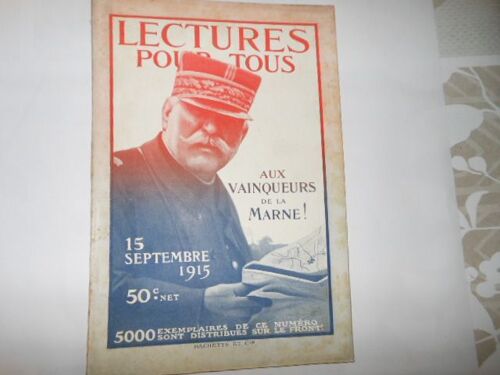 LECTURES
POUR TOUS
AUX
VAINQUEURS
DE LA
MARNE!
15
SEPTEMBRE
1915
50c. NET
5000 EXEMPLAIRES DE CE NUMÉRO
SONT DISTRIBUÉS SUR LE FRONT!
HACHETTE ET Cie